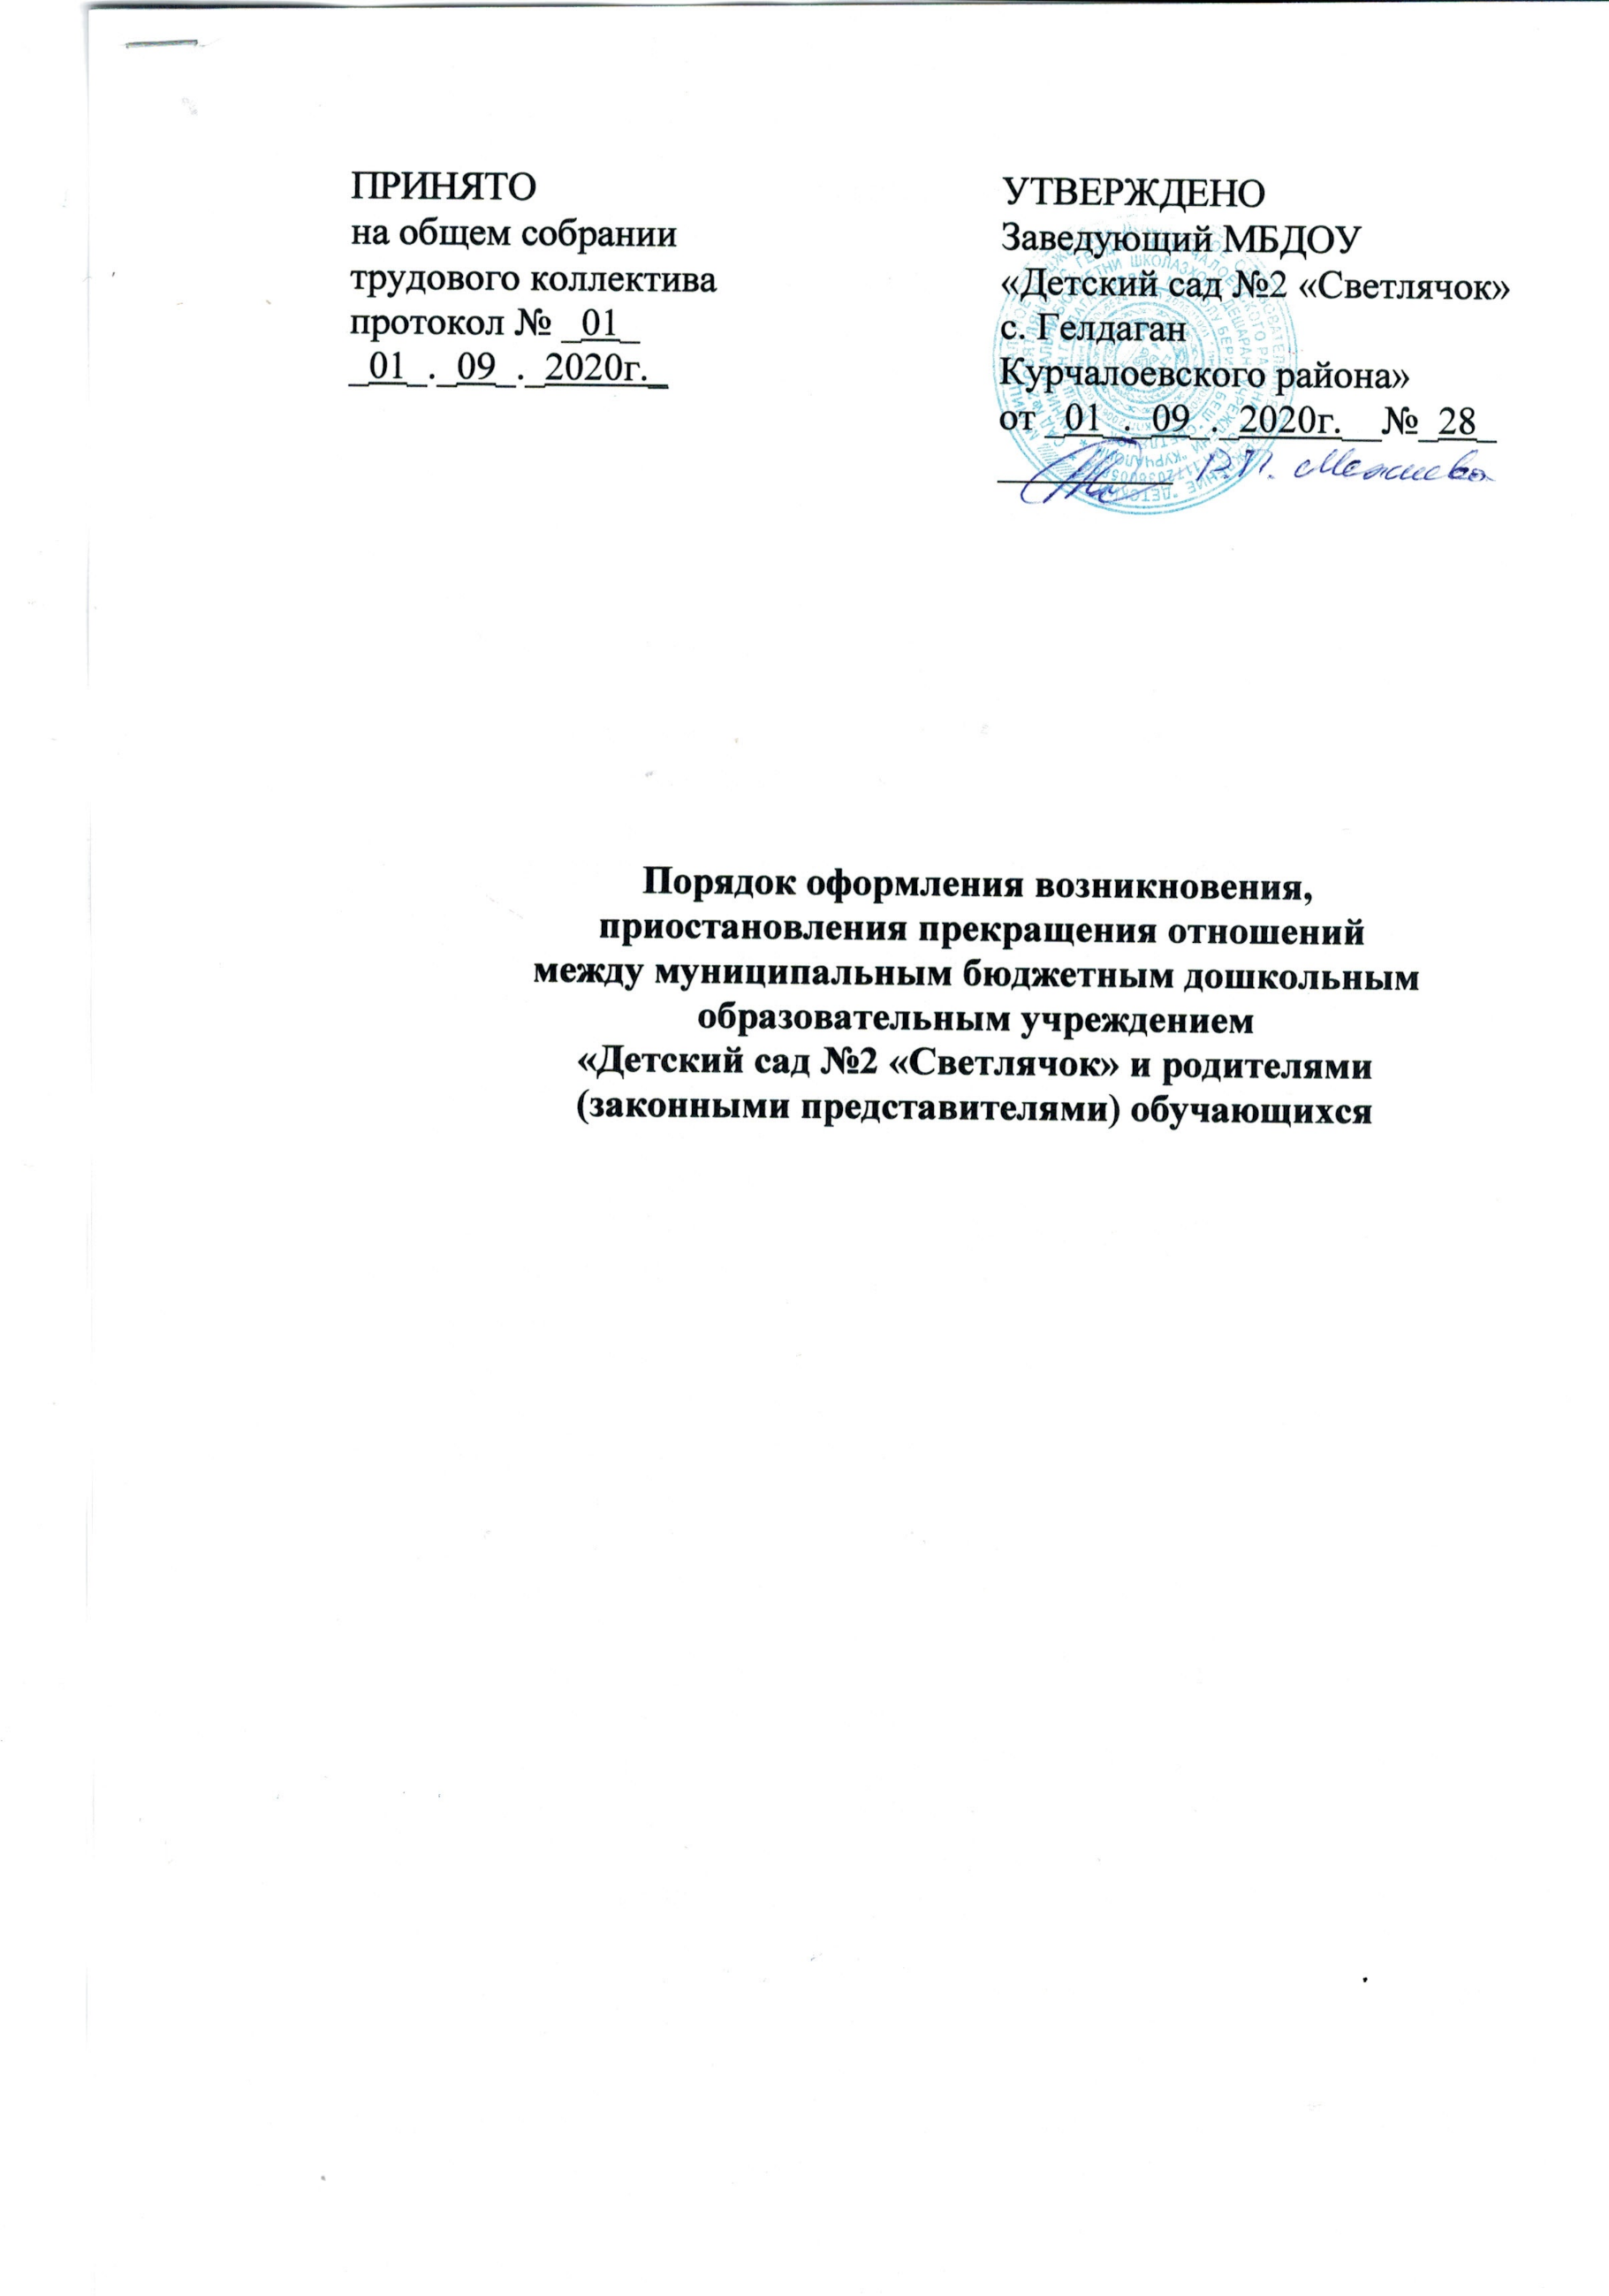 ПРИНЯТО
на общем собрании
трудового коллектива
протокол № _01_
_01_._09_._2020г._
УТВЕРЖДЕНО
Заведующий МБДОУ
«Детский сад №2 «Светлячок»
с. Гелдаган
Курчалоевского района»
от _01_._09_._2020г.__№_28_
Порядок оформления возникновения,
приостановления прекращения отношений
между муниципальным бюджетным дошкольным
образовательным учреждением
«Детский сад №2 «Светлячок» и родителями
(законными представителями) обучающихся